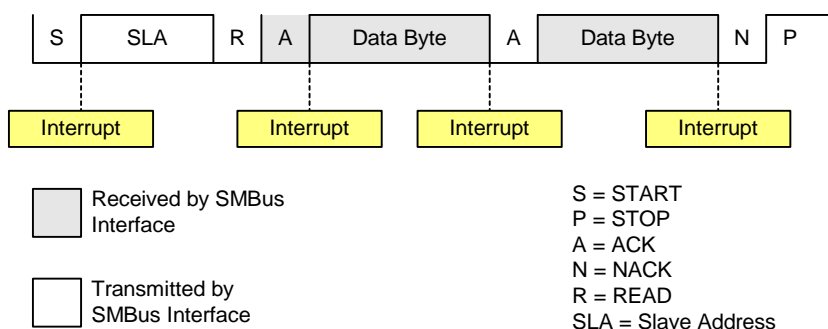 S SLA R A Data Byte A Data Byte N P
Interrupt Interrupt Interrupt Interrupt
Received by SMBus
Interface
Transmitted by
SMBus Interface
S = START
P = STOP
A = ACK
N = NACK
R = READ
SLA = Slave Address